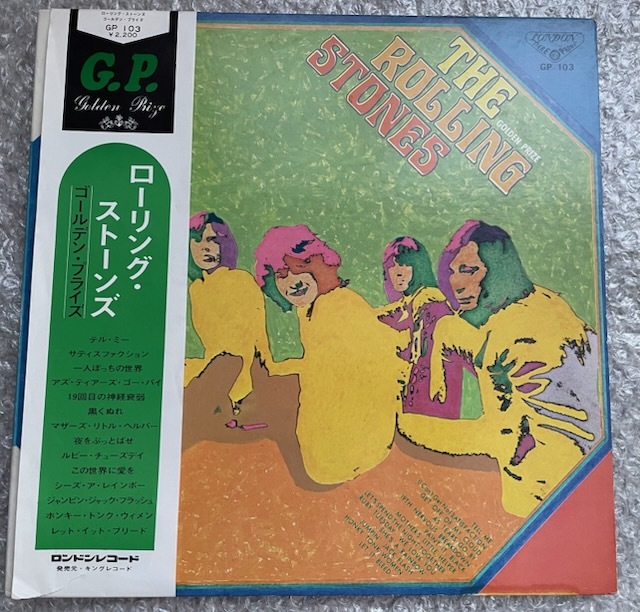 ローリング・ストーンズ
ゴールデン・プライズ
GP 103
¥2,200
G.P.
Golden Prize
ローリング・
ストーンズ
ゴールデン・プライズ
テル・ミー
サティスファクション
一人ぼっちの世界
アズ・ティアーズ・ゴー・バイ
19回目の神経衰弱
黒くぬれ
マザーズ・リトル・ヘルパー
夜をぶっとばせ
ルビー・チューズデイ
この世界に愛を
シーズ・ア・レインボー
ジャンピン・ジャック・フラッシュ
ホンキー・トンク・ウィメン
レット・イット・ブリード
ロンドンレコード
発売元・キングレコード
LONDON
GP 103
THE
ROLLING
GOLDEN PRIZE
STONES